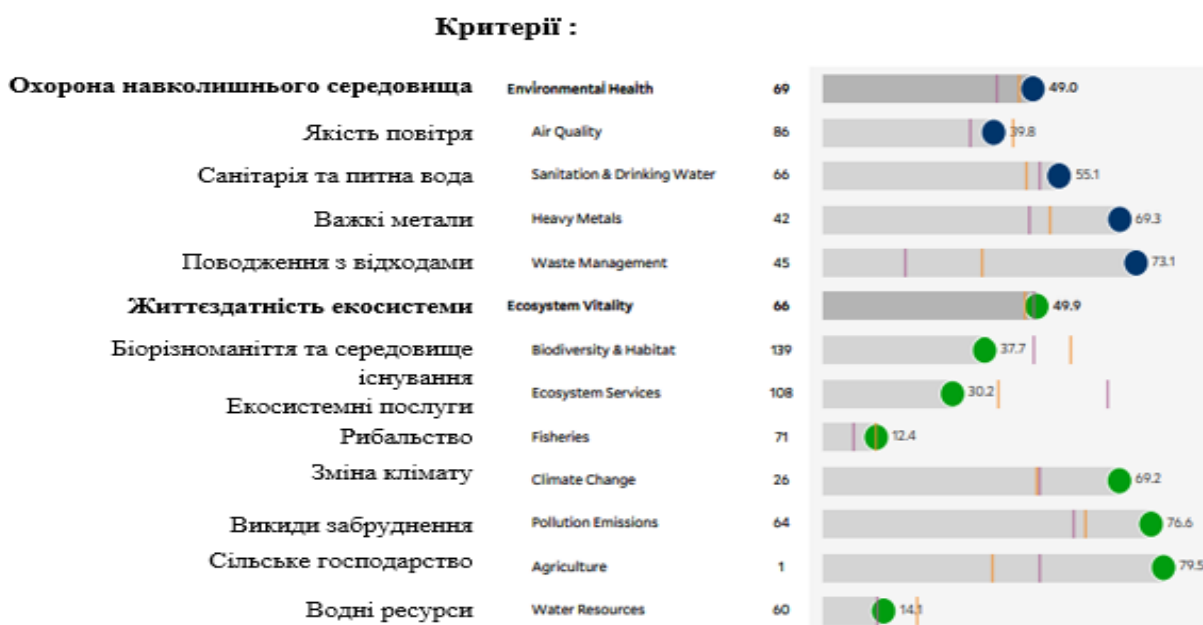 Критерії :
Охорона навколишнього середовища Environmental Health 69 49.0
Якість повітря Air Quality 86 39.8
Санітарія та питна вода Sanitation & Drinking Water 66 55.1
Важкі метали Heavy Metals 42 69.3
Поводження з відходами Waste Management 45 73.1
Життєздатність екосистеми Ecosystem Vitality 66 49.9
Біорізноманіття та середовище Biodiversity & Habitat 139 37.7
існування
Екосистемні послуги Ecosystem Services 108 30.2
Рибальство Fisheries 71 12.4
Зміна клімату Climate Change 26 69.2
Викиди забруднення Pollution Emissions 64 76.6
Сільське господарство Agriculture 1 79.5
Водні ресурси Water Resources 60 14.1